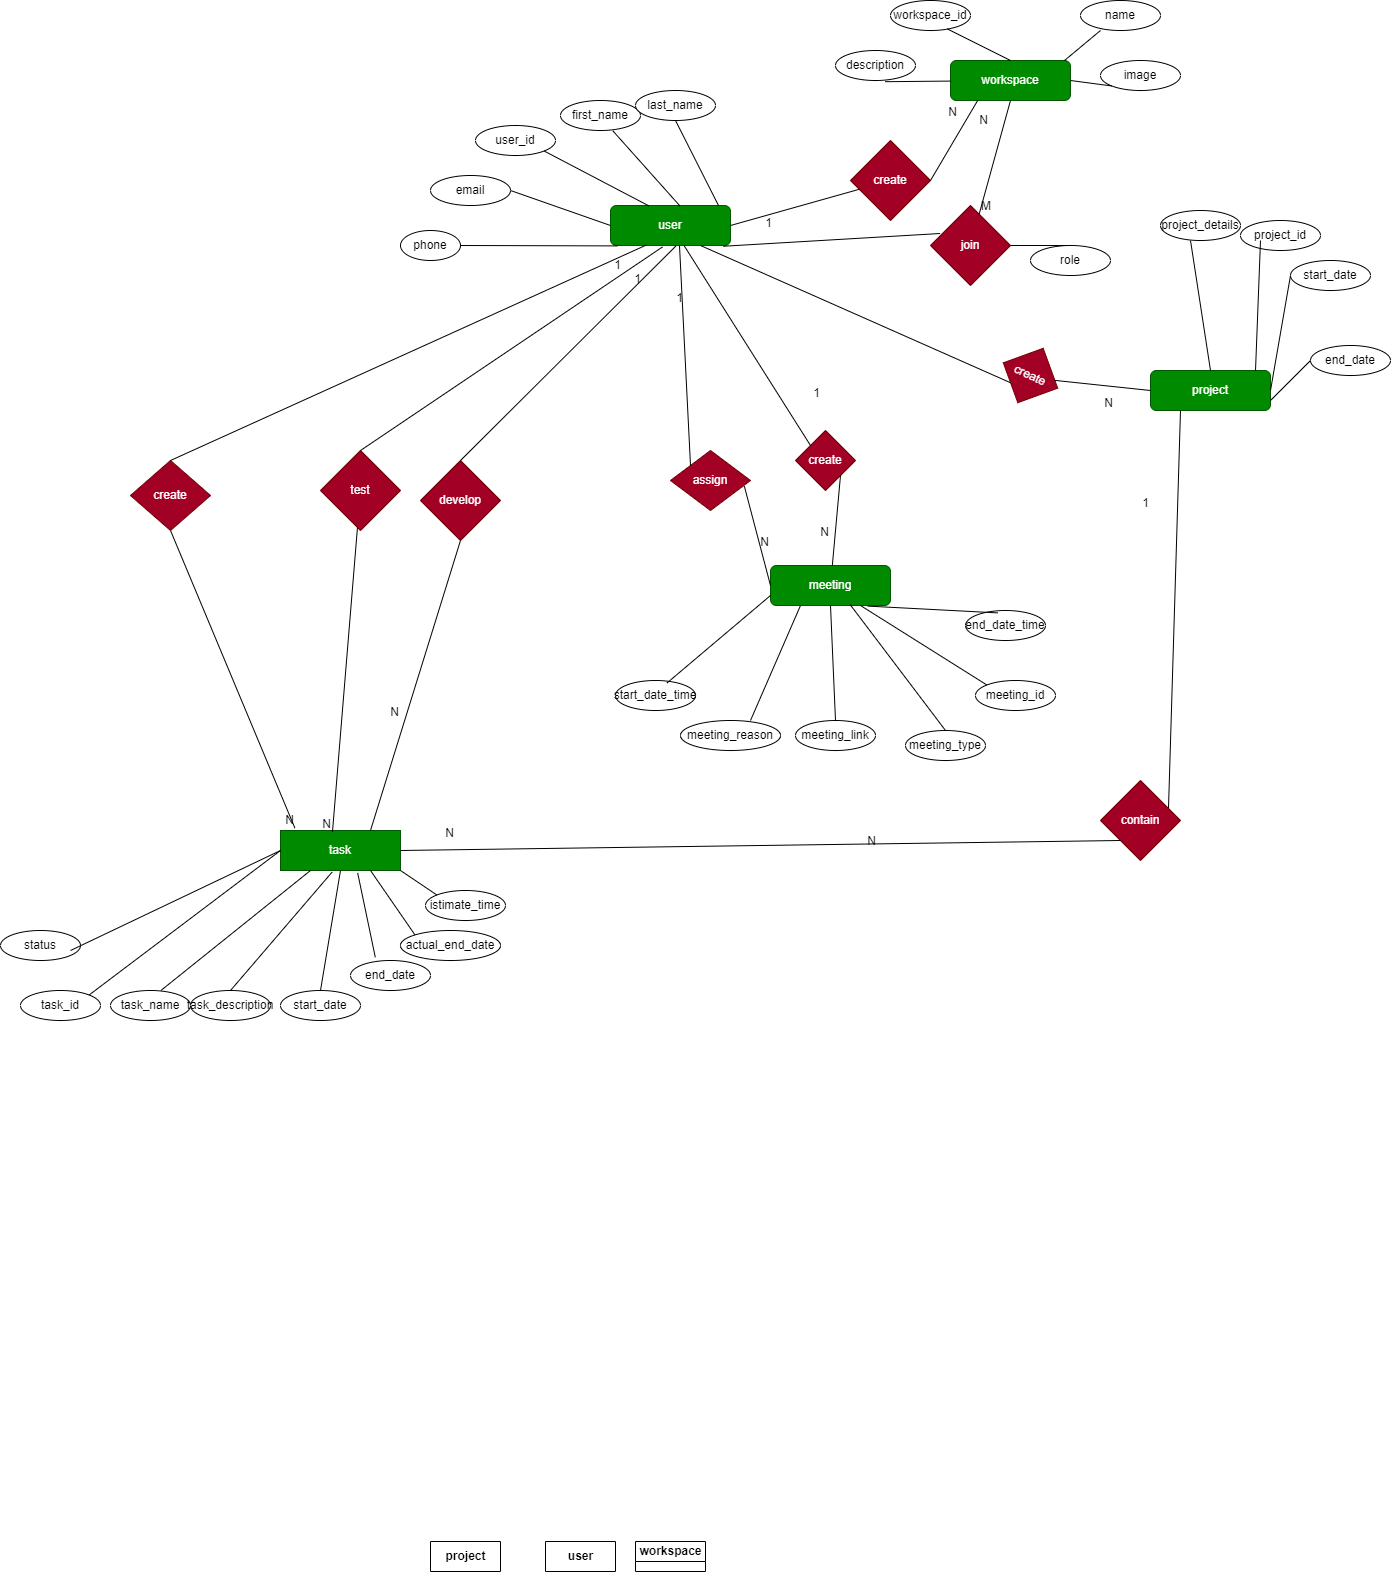 workspace_id
name
description
workspace
image
last_name
first_name
N
N
user_id
create
email
M
user
1
project_details
project_id
phone
join
role
1
start_date
1
1
end_date
create
project
1
N
create
assign
create
test
develop
1
N
N
meeting
end_date_time
start_date_time
meeting_id
N
meeting_reason
meeting_link
meeting_type
N
N
N
contain
N
task
istimate_time
status
actual_end_date
end_date
task_id
task_name
task_description
start_date
project
user
workspace